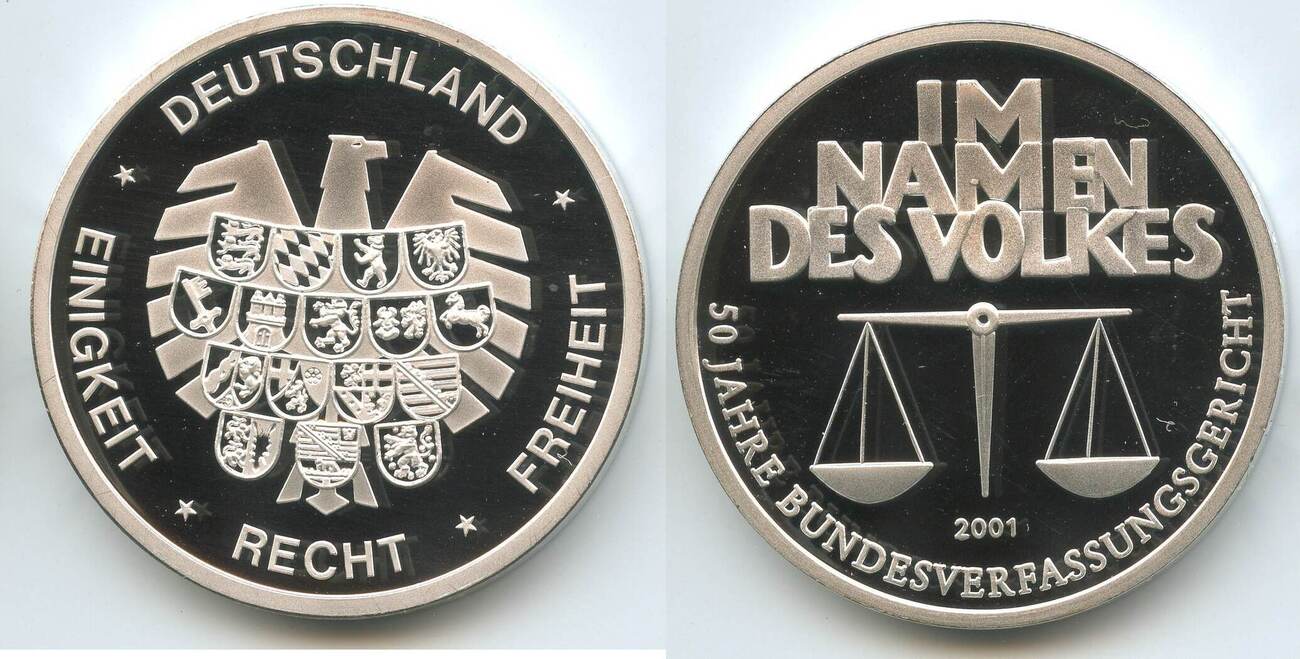 DEUTSCHLAND
EINIGKEIT
RECHT
FREIHEIT
IM
NAMEN
DES VOLKES
50 JAHRE BUNDESVERFASSUNGSGERICHT
2001